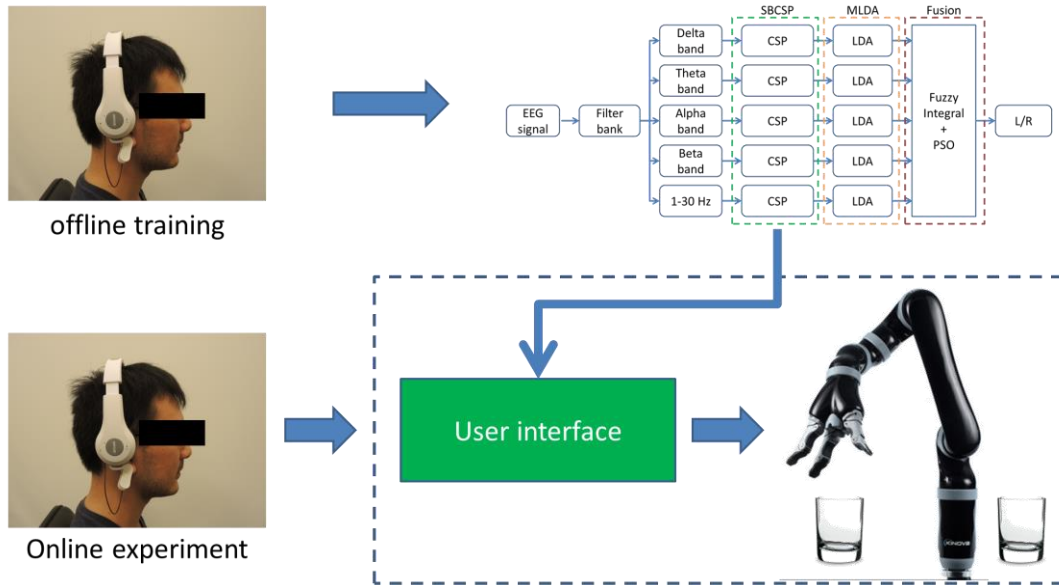 SBCSP
MLDA
Fusion
Delta
band
CSP
LDA
Theta
band
CSP
LDA
EEG
signal
Filter
bank
Alpha
band
CSP
LDA
Fuzzy
Integral
+
PSO
L/R
Beta
band
CSP
LDA
1-30 Hz
CSP
LDA
offline training
User interface
Online experiment
KINOVA